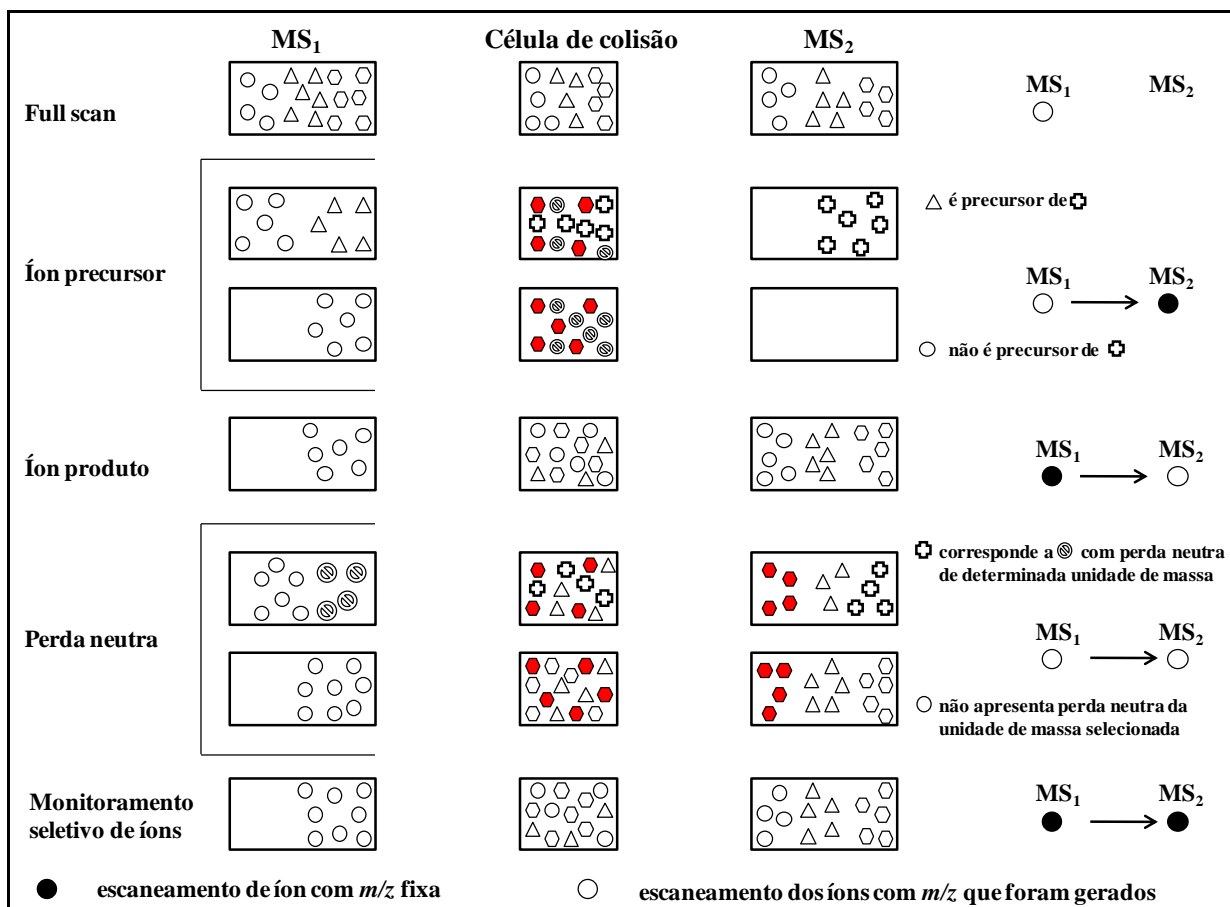 MS₁ Célula de colisão MS₂
Full scan
MS₁ MS₂
Íon precursor
é precursor de
MS₁ MS₂
não é precursor de
Íon produto
MS₁ MS₂
Perda neutra
corresponde a com perda neutra
de determinada unidade de massa
MS₁ MS₂
não apresenta perda neutra da
unidade de massa selecionada
Monitoramento
seletivo de íons
MS₁ MS₂
escaneamento de íon com m/z fixa
escaneamento dos íons com m/z que foram gerados